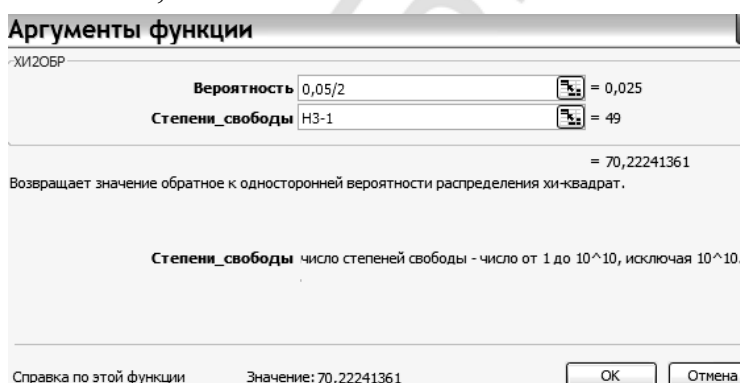 Аргументы функции
ХИ2ОБР
Вероятность 0,05/2 = 0,025
Степени_свободы H3-1 = 49
= 70,22241361
Возвращает значение обратное к односторонней вероятности распределения хи-квадрат.
Степени_свободы число степеней свободы - число от 1 до 10^10, исключая 10^10.
Справка по этой функции Значение:70,22241361 ОК Отмена